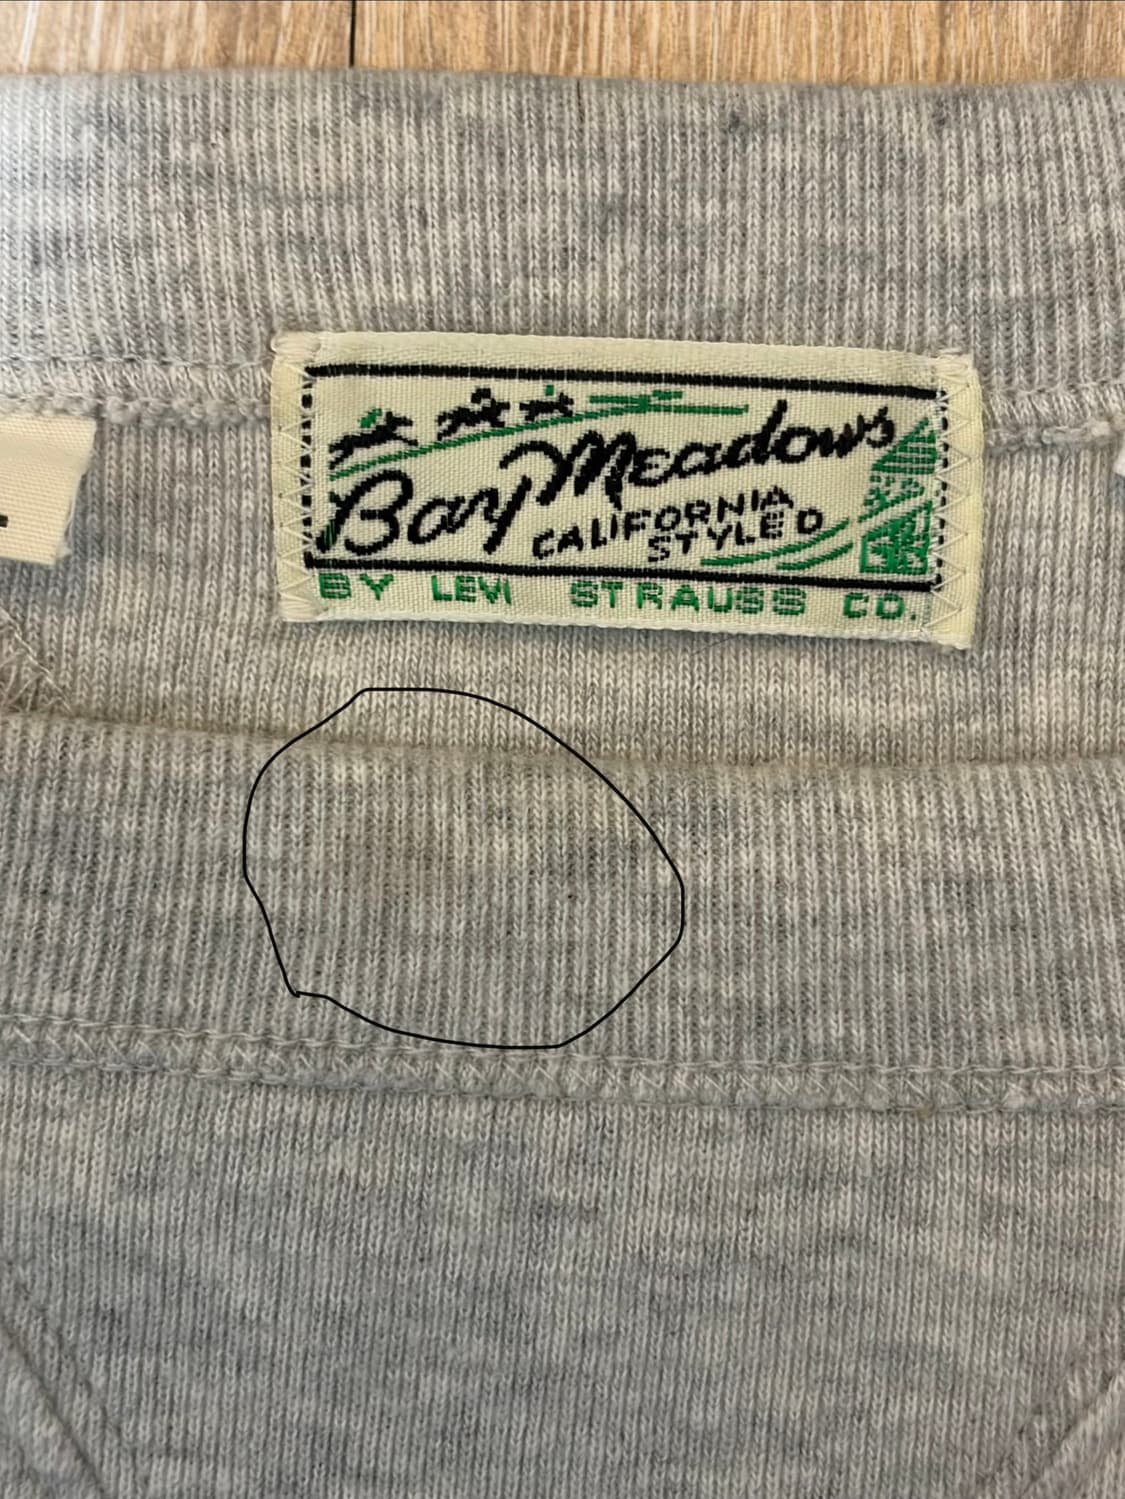 Bay Meadows
CALIFORNIA
STYLED
BY LEVI STRAUSS CO.